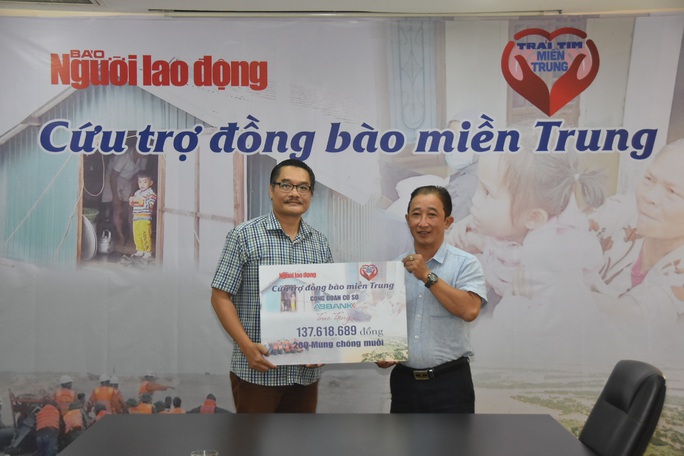 BÁO
Người lao động
TRÁI TIM
MIỀN TRUNG
Cứu trợ đồng bào miền Trung
Người lao động
Cứu trợ đồng bào miền Trung
CÔNG ĐOÀN CƠ SỞ
ABBANK
137.618.689 đồng
200 Mùng chống muỗi